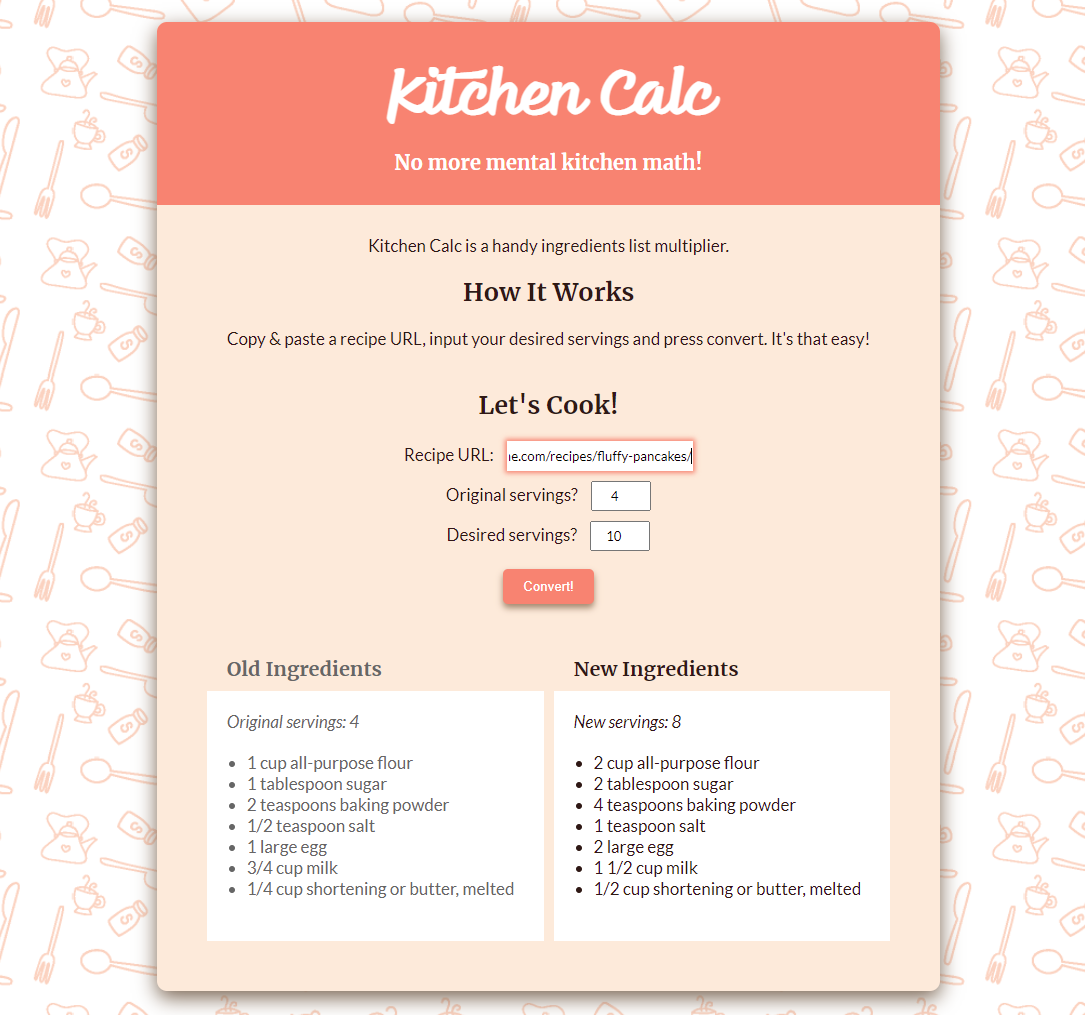 Kitchen Calc
No more mental kitchen math!
Kitchen Calc is a handy ingredients list multiplier.
How It Works
Copy & paste a recipe URL, input your desired servings and press convert. It's that easy!
Let's Cook!
Recipe URL: e.com/recipes/fluffy-pancakes/
Original servings? 4
Desired servings? 10
Convert!
Old Ingredients
Original servings: 4
• 1 cup all-purpose flour
• 1 tablespoon sugar
• 2 teaspoons baking powder
• 1/2 teaspoon salt
• 1 large egg
• 3/4 cup milk
• 1/4 cup shortening or butter, melted
New Ingredients
New servings: 8
• 2 cup all-purpose flour
• 2 tablespoon sugar
• 4 teaspoons baking powder
• 1 teaspoon salt
• 2 large egg
• 1 1/2 cup milk
• 1/2 cup shortening or butter, melted